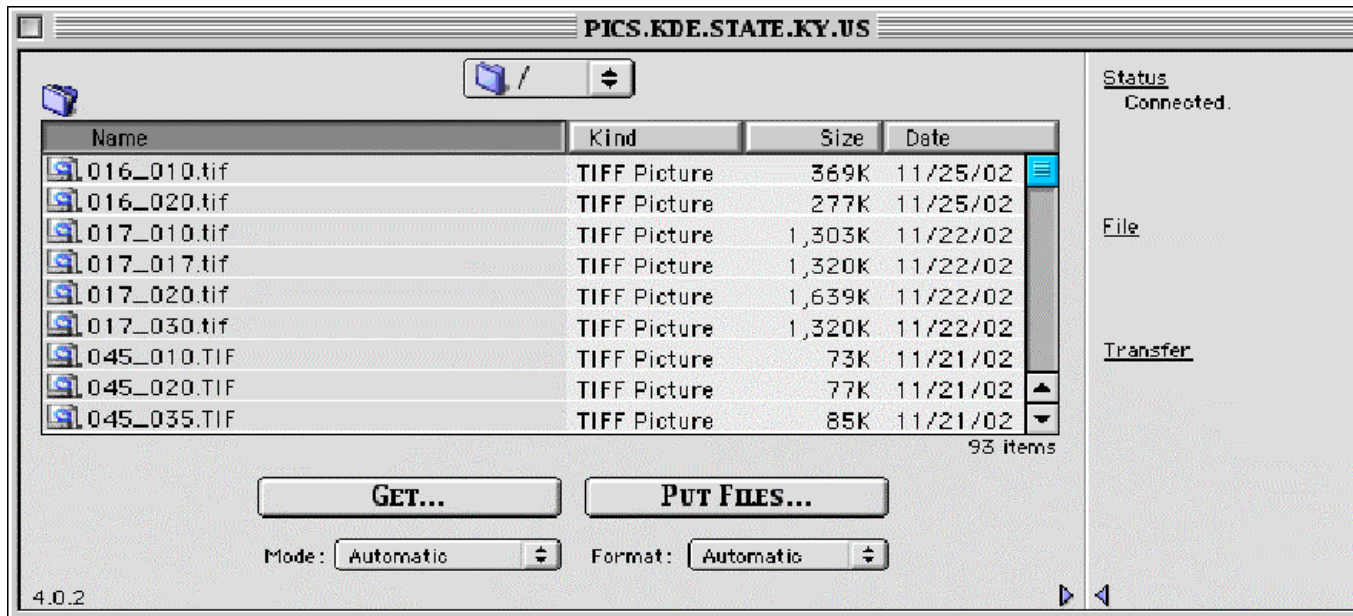 PICS.KDE.STATE.KY.US
/
Status
Connected.
Name Kind Size Date
016_010.tif TIFF Picture 369K 11/25/02
016_020.tif TIFF Picture 277K 11/25/02
017_010.tif TIFF Picture 1,303K 11/22/02
File
017_017.tif TIFF Picture 1,320K 11/22/02
017_020.tif TIFF Picture 1,639K 11/22/02
017_030.tif TIFF Picture 1,320K 11/22/02
045_010.TIF TIFF Picture 73K 11/21/02
Transfer
045_020.TIF TIFF Picture 77K 11/21/02
045_035.TIF TIFF Picture 85K 11/21/02
93 items
GET... PUT FILES...
Mode: Automatic Format: Automatic
4.0.2